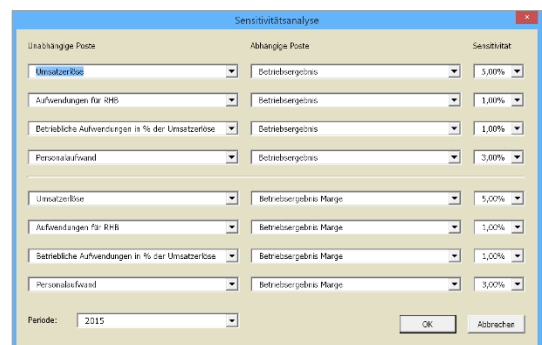 Sensitivitätsanalyse
Unabhängige Poste Abhängige Poste Sensitivität
Umsatzerlöse Betriebsergebnis 5,00%
Aufwendungen für RHB Betriebsergebnis 1,00%
Betriebliche Aufwendungen in % der Umsatzerlöse Betriebsergebnis 1,00%
Personalaufwand Betriebsergebnis 3,00%
Umsatzerlöse Betriebsergebnis Marge 5,00%
Aufwendungen für RHB Betriebsergebnis Marge 1,00%
Betriebliche Aufwendungen in % der Umsatzerlöse Betriebsergebnis Marge 1,00%
Personalaufwand Betriebsergebnis Marge 3,00%
Periode: 2015 OK Abbrechen